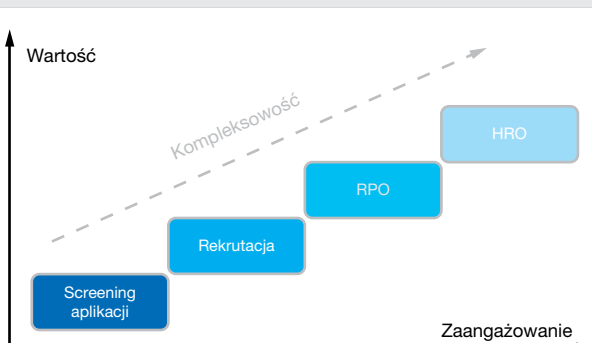 Wartość
Kompleksowość
HRO
RPO
Rekrutacja
Screening
aplikacji
Zaangażowanie